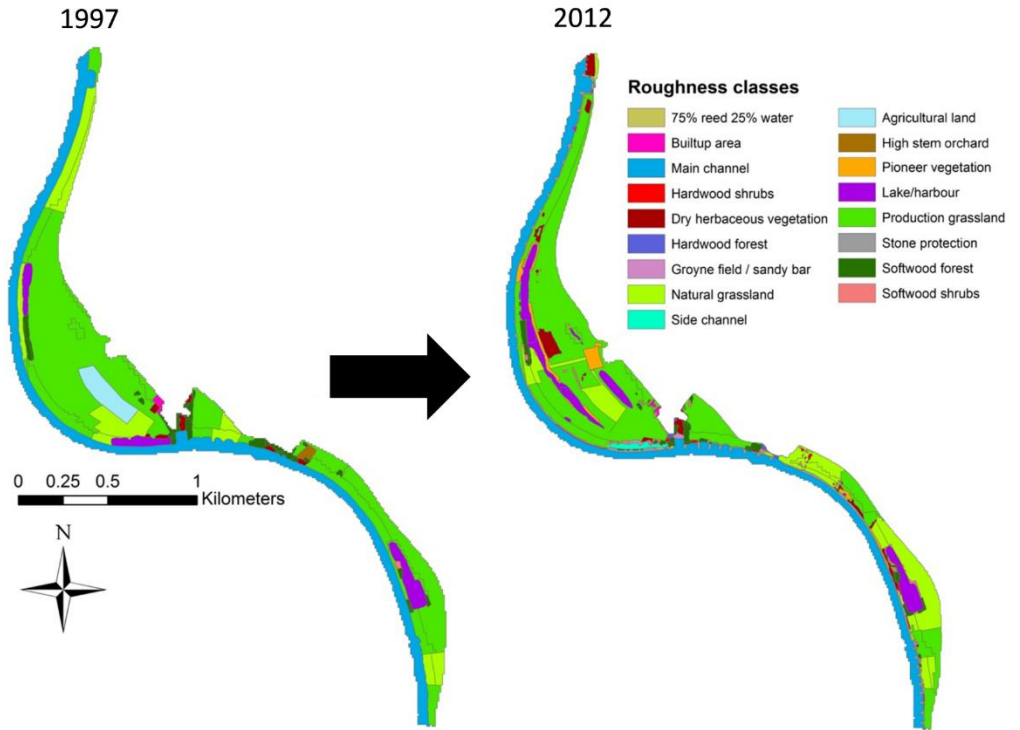 1997
2012
Roughness classes
75% reed 25% water
Builtup area
Main channel
Hardwood shrubs
Dry herbaceous vegetation
Hardwood forest
Groyne field / sandy bar
Natural grassland
Side channel
Agricultural land
High stem orchard
Pioneer vegetation
Lake/harbour
Production grassland
Stone protection
Softwood forest
Softwood shrubs
0 0.25 0.5 1
Kilometers
N